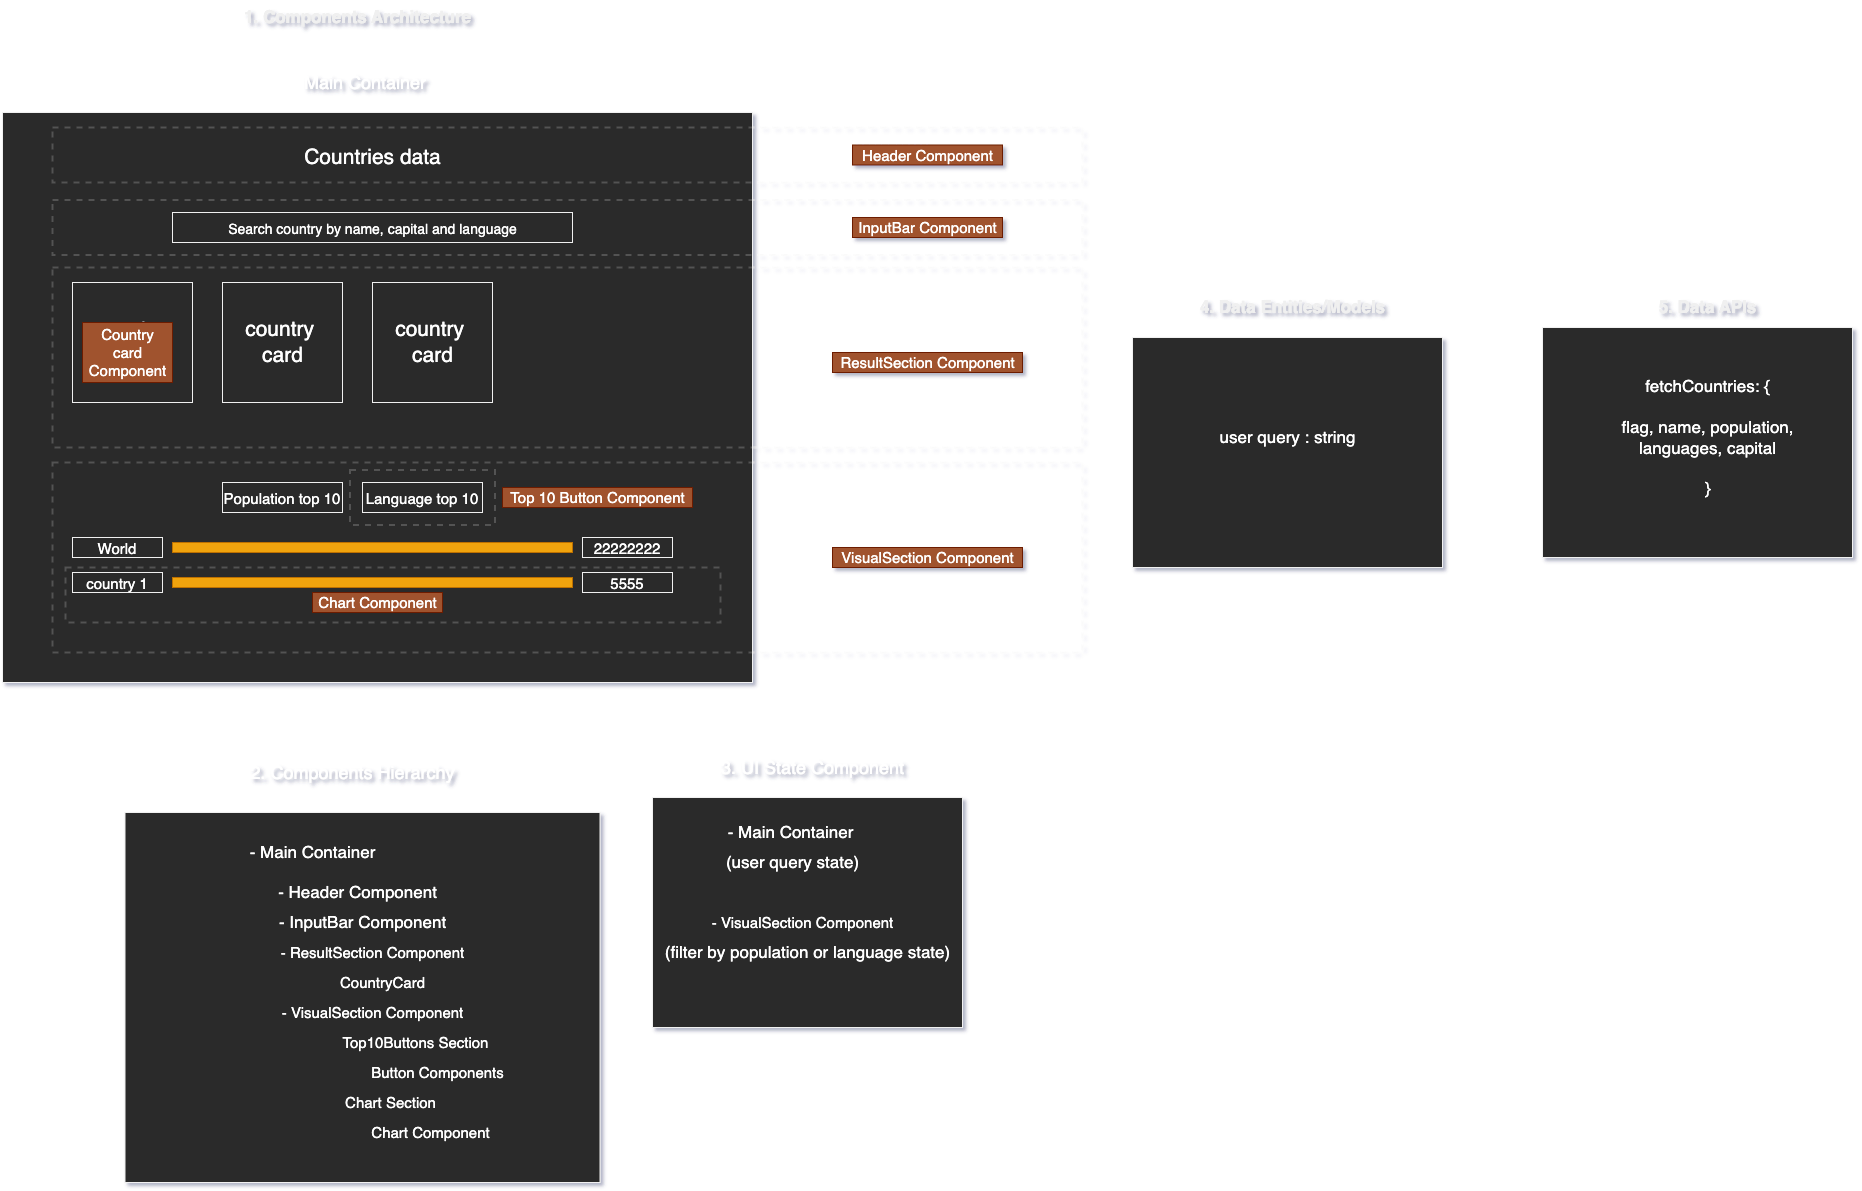 1. Components Architecture
Main Container
Countries data
Header Component
Search country by name, capital and language
InputBar Component
Country
card
Component
country
card
country
card
ResultSection Component
Population top 10
Language top 10
Top 10 Button Component
World
22222222
country 1
5555
Chart Component
VisualSection Component
4. Data Entities/Models
user query : string
5. Data APIs
fetchCountries: {
flag, name, population,
languages, capital
}
2. Components Hierarchy
- Main Container
- Header Component
- InputBar Component
- ResultSection Component
CountryCard
- VisualSection Component
Top10Buttons Section
Button Components
Chart Section
Chart Component
3. UI State Component
- Main Container
(user query state)
- VisualSection Component
(filter by population or language state)